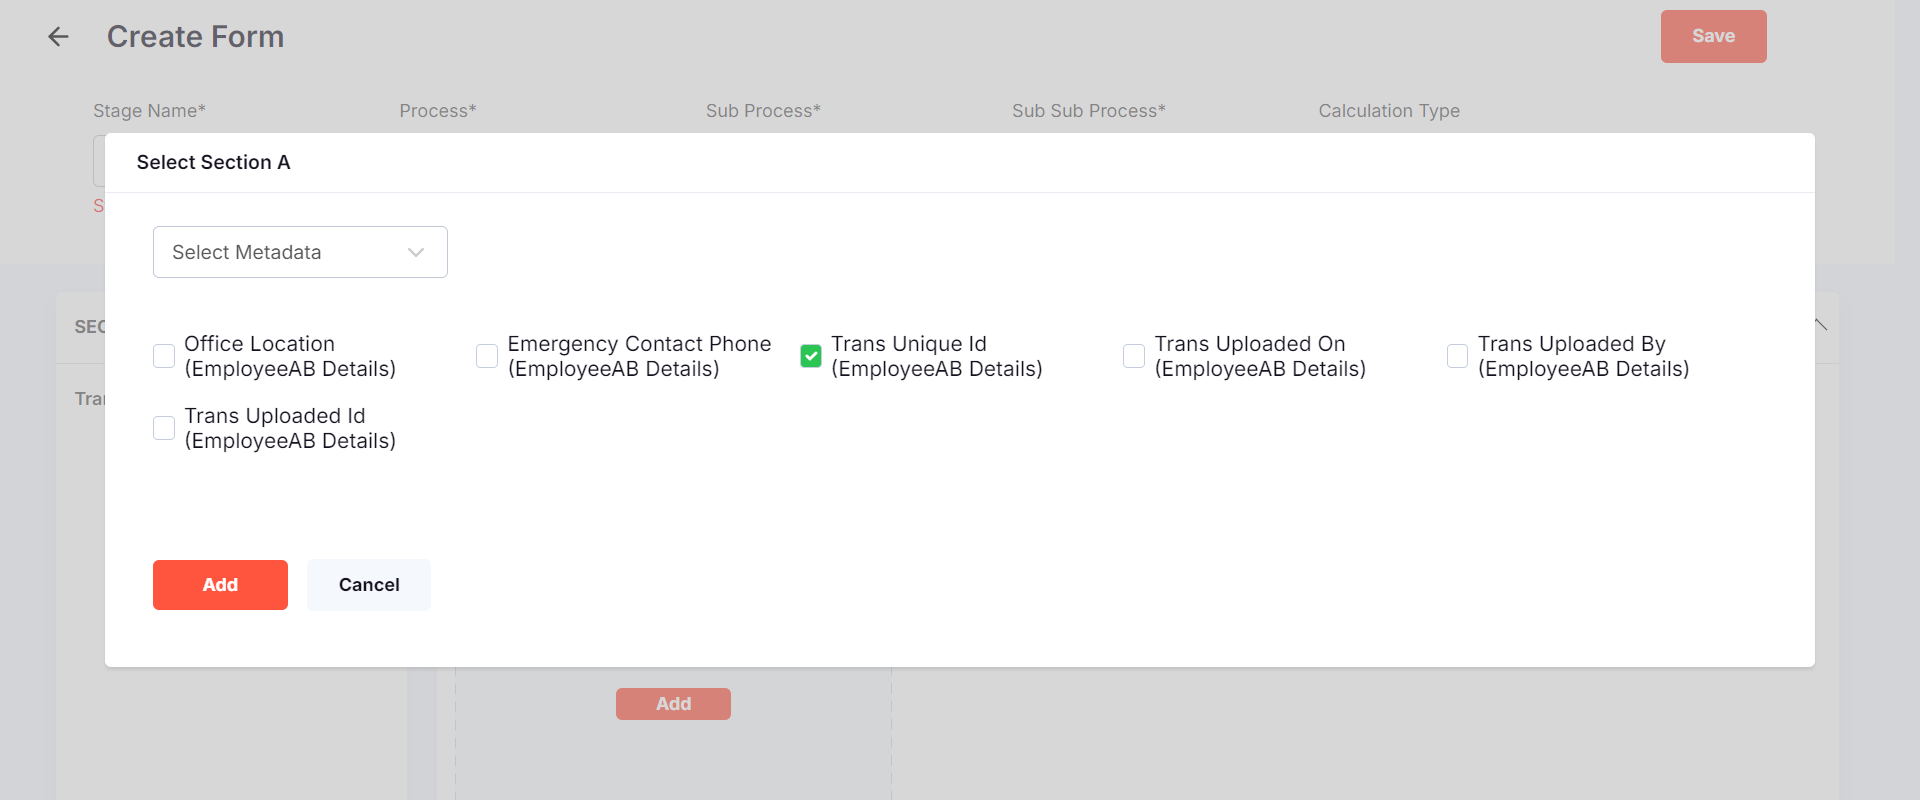 Create Form
Save
Stage Name*
Process*
Sub Process*
Sub Sub Process*
Calculation Type
Select Section A
Select Metadata
Office Location
(EmployeeAB Details)
Emergency Contact Phone
(EmployeeAB Details)
Trans Unique Id
(EmployeeAB Details)
Trans Uploaded On
(EmployeeAB Details)
Trans Uploaded By
(EmployeeAB Details)
Trans Uploaded Id
(EmployeeAB Details)
Add
Cancel
Add